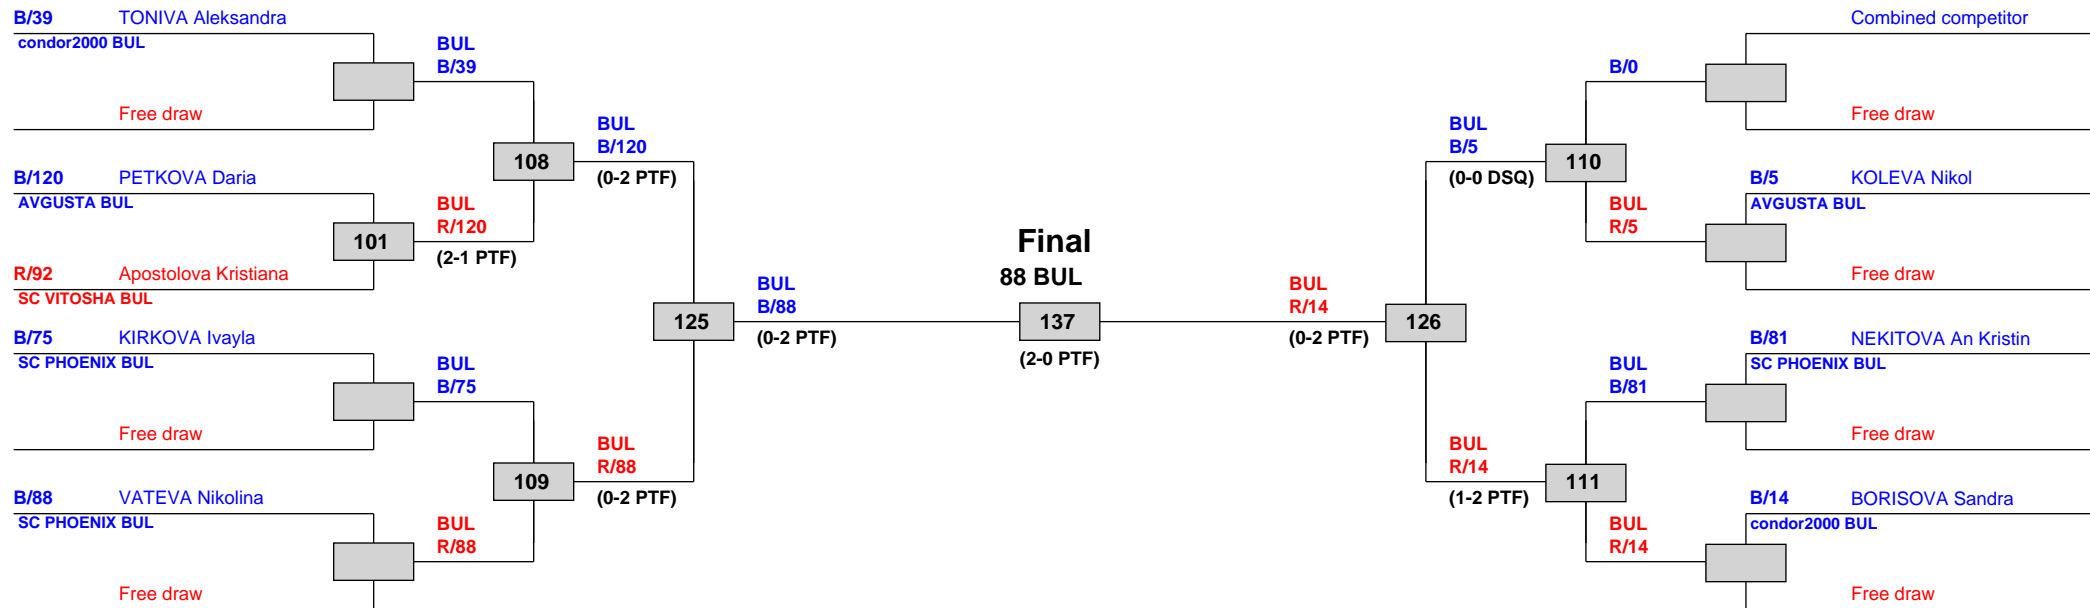 B/39 TONIVA Aleksandra
condor2000 BUL
Free draw
B/120 PETKOVA Daria
AVGUSTA BUL
R/92 Apostolova Kristiana
SC VITOSHA BUL
B/75 KIRKOVA Ivayla
SC PHOENIX BUL
Free draw
B/88 VATEVA Nikolina
SC PHOENIX BUL
Free draw
BUL
B/39
101
BUL
R/120
(2-1 PTF)
BUL
B/75
BUL
R/88
108
BUL
B/120
(0-2 PTF)
109
BUL
R/88
(0-2 PTF)
125
BUL
B/88
(0-2 PTF)
Final
88 BUL
137
(2-0 PTF)
BUL
R/14
(0-2 PTF)
126
BUL
B/5
(0-0 DSQ)
110
BUL
R/14
(1-2 PTF)
111
B/0
BUL
R/5
BUL
B/81
BUL
R/14
Combined competitor
Free draw
B/5 KOLEVA Nikol
AVGUSTA BUL
Free draw
B/81 NEKITOVA An Kristin
SC PHOENIX BUL
Free draw
B/14 BORISOVA Sandra
condor2000 BUL
Free draw